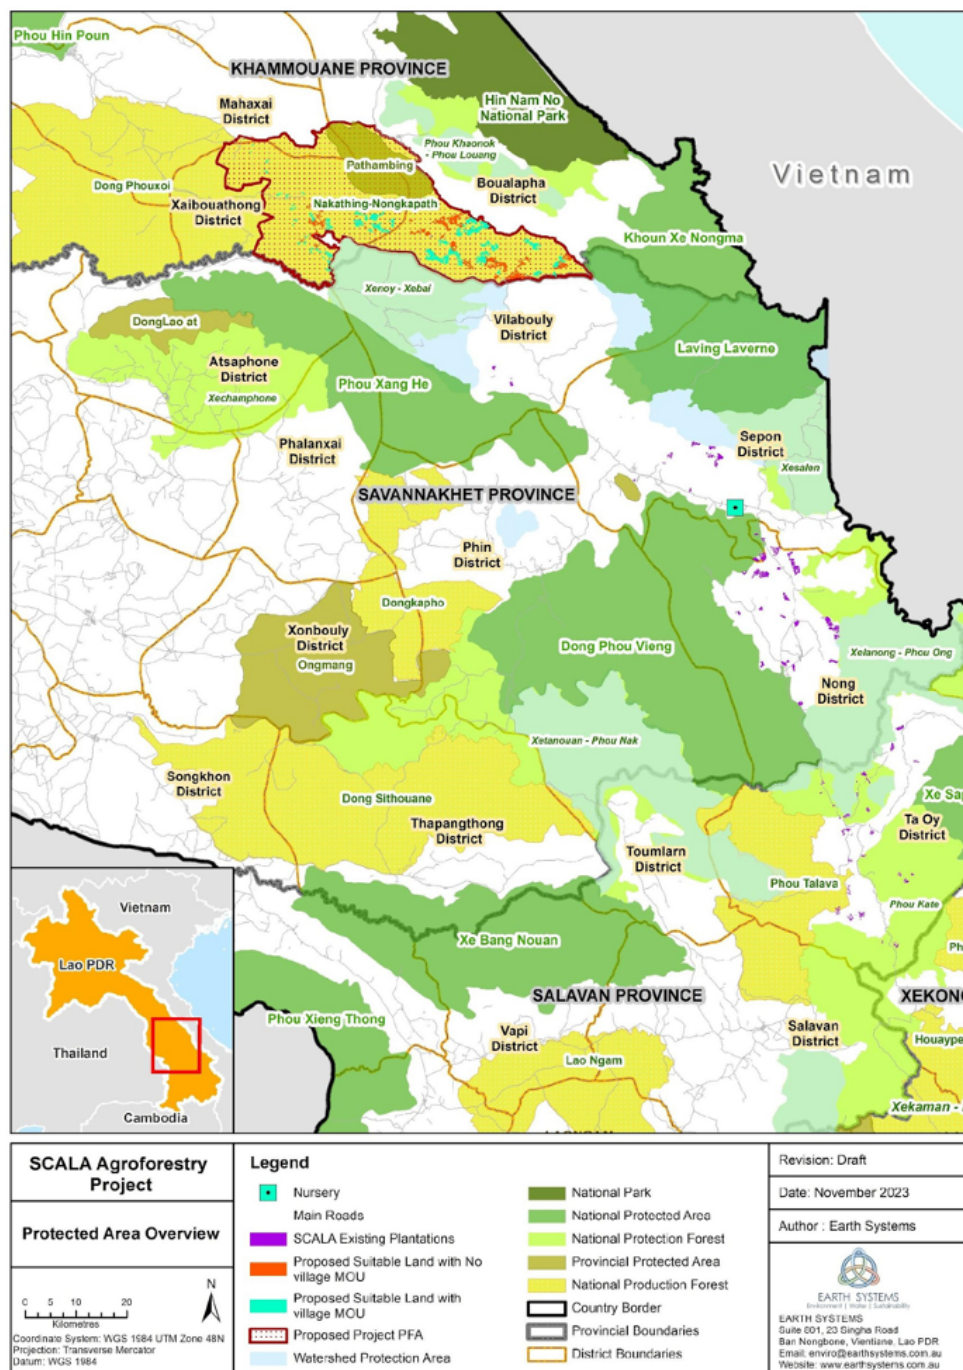 Phou Hin Poun
KHAMMOUANE PROVINCE
Mahaxai
District
Hin Nam No
National Park
Phou Khaonok
- Phou Louang
Pathambing
Boualapha
District
Vietnam
Dong Phouxoi
Xaibouathong
District
Nakathing-Nongkapath
Khoun Xe Nongma
Xenoy - Xebai
DongLao at
Vilabouly
District
Laving Laverne
Atsaphone
District
Phou Xang He
Xechamphone
Phalanxai
District
Sepon
District
Xesalen
SAVANNAKHET PROVINCE
Phin
District
Dongkapho
Xonbouly
District
Ongmang
Dong Phou Vieng
Xelanong - Phou Ong
Nong
District
Xetanouan - Phou Nak
Songkhon
District
Dong Sithouane
Thapangthong
District
Xe Sap
Ta Oy
District
Toumlarn
District
Phou Talava
Phou Kate
Xe Bang Nouan
SALAVAN PROVINCE
XEKONG
Phou Xieng Thong
Vapi
District
Salavan
District
Lao Ngam
Houaype
Xekaman -
Vietnam
Lao PDR
Thailand
Cambodia
SCALA Agroforestry
Project
Protected Area Overview
N
0 5 10 20
Kilometres
Coordinate System: WGS 1984 UTM Zone 48N
Projection: Transverse Mercator
Datum: WGS 1984
Legend
Nursery
Main Roads
SCALA Existing Plantations
Proposed Suitable Land with No
village MOU
Proposed Suitable Land with
village MOU
Proposed Project PFA
Watershed Protection Area
National Park
National Protected Area
National Protection Forest
Provincial Protected Area
National Production Forest
Country Border
Provincial Boundaries
District Boundaries
Revision: Draft
Date: November 2023
Author : Earth Systems
EARTH SYSTEMS
Environment | Water | Sustainability
EARTH SYSTEMS
Suite 601, 23 Singha Road
Ban Nongbone, Vientiane, Lao PDR
Email: enviro@earthsystems.com.au
Website: www.earthsystems.com.au